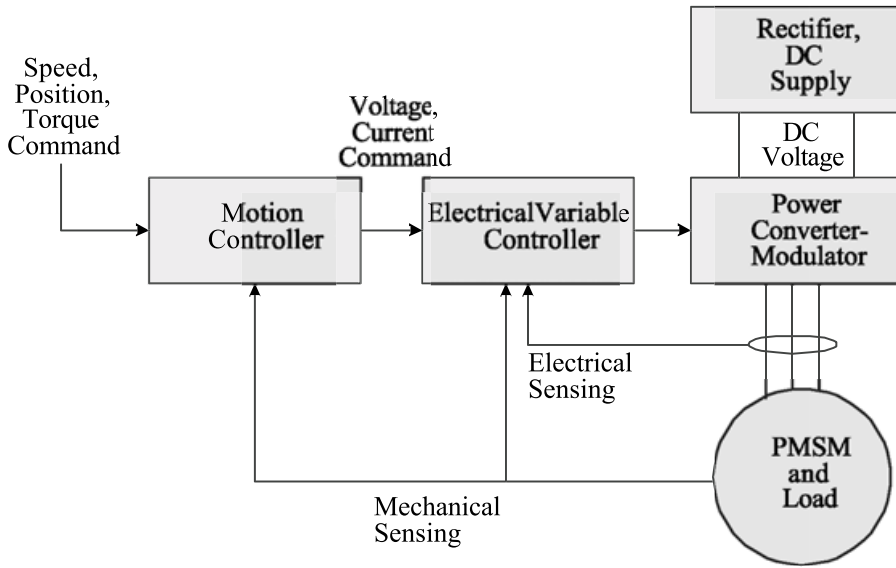 Rectifier,
DC
Supply
Speed,
Position,
Torque
Command
Voltage,
Current
Command
DC
Voltage
Motion
Controller
ElectricalVariable
Controller
Power
Converter-
Modulator
Electrical
Sensing
PMSM
and
Load
Mechanical
Sensing